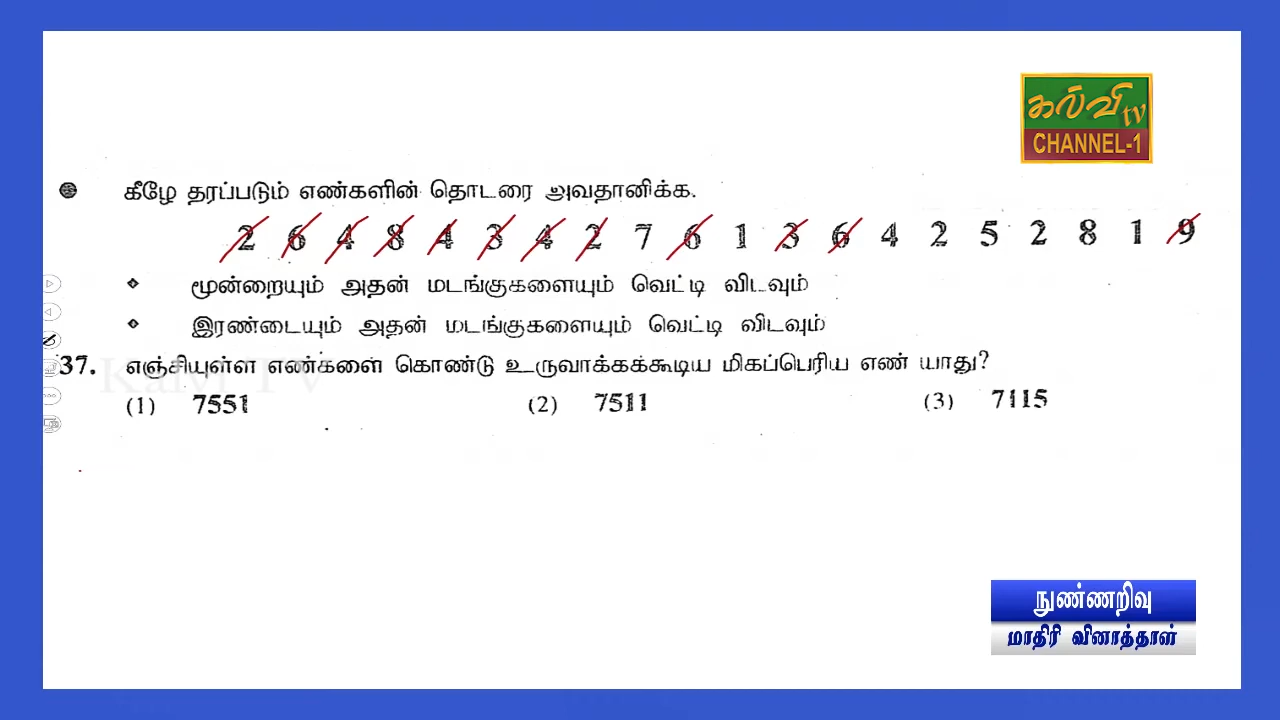 கல்வி tv
CHANNEL-1
கீழே தரப்படும் எண்களின் தொடரை அவதானிக்க.
2 6 4 8 4 3 4 2 7 6 1 3 6 4 2 5 2 8 1 9
மூன்றையும் அதன் மடங்குகளையும் வெட்டி விடவும்
இரண்டையும் அதன் மடங்குகளையும் வெட்டி விடவும்
37. எஞ்சியுள்ள எண்களை கொண்டு உருவாக்கக்கூடிய மிகப்பெரிய எண் யாது?
Kalvi TV
(1) 7551 (2) 7511 (3) 7115
நுண்ணறிவு
மாதிரி வினாத்தாள்